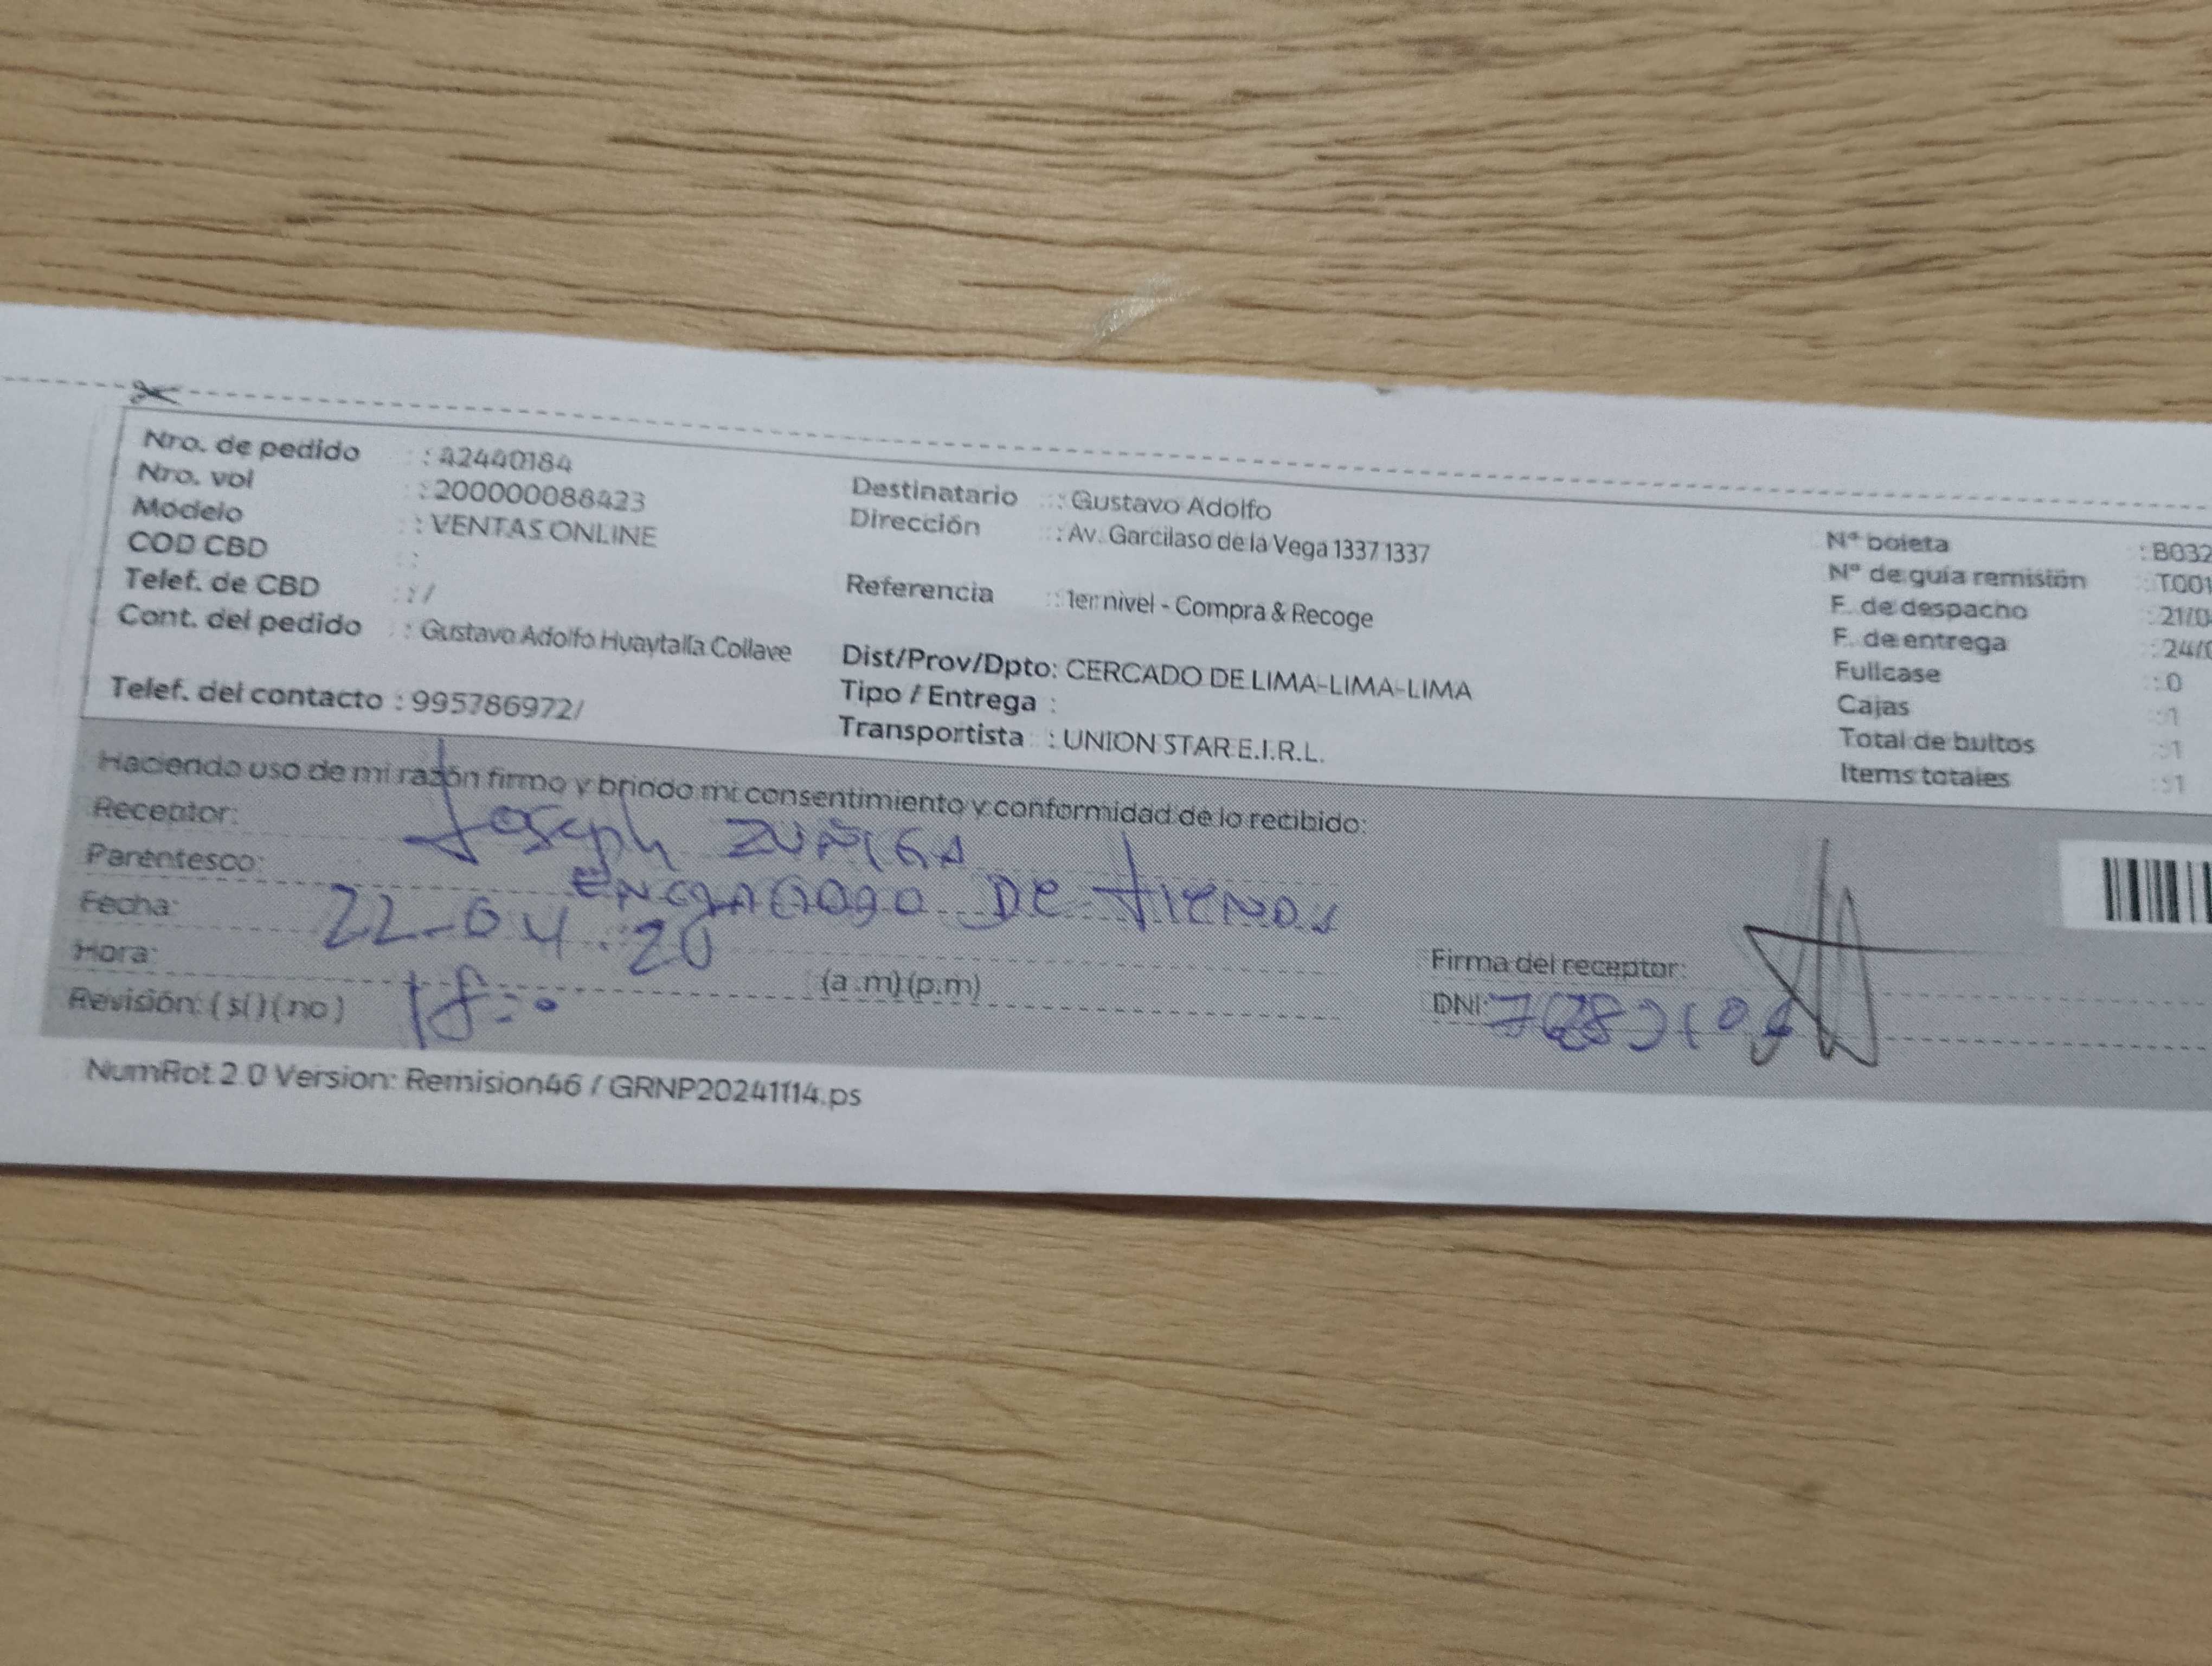 Nro. de pedido : 42440184
Nro. vol : 200000088423
Modelo : VENTAS ONLINE
COD CBD :
Telef. de CBD : /
Cont. del pedido : Gustavo Adolfo Huaytalla Collave
Telef. del contacto : 995786972/
Destinatario : Gustavo Adolfo
Dirección : Av. Garcilaso de la Vega 1337 1337
Referencia : 1er nivel - Compra & Recoge
Dist/Prov/Dpto: CERCADO DE LIMA-LIMA-LIMA
Tipo / Entrega :
Transportista : UNION STAR E.I.R.L.
N° boleta : B032
N° de guía remisión : T001
F. de despacho : 21/0
F. de entrega : 24/0
Fullcase : 0
Cajas : 1
Total de bultos : 1
Items totales : 1
Haciendo uso de mi razón firmo y brindo mi consentimiento y conformidad de lo recibido:
Receptor: Joseph ZUÑIGA
Parentesco: DE tienda
Fecha: 22-04-20
Hora: (a.m)(p.m)
Revisión: (si)(no)
Firma del receptor:
DNI:
NumRot 2.0 Version: Remision46 / GRNP20241114.ps